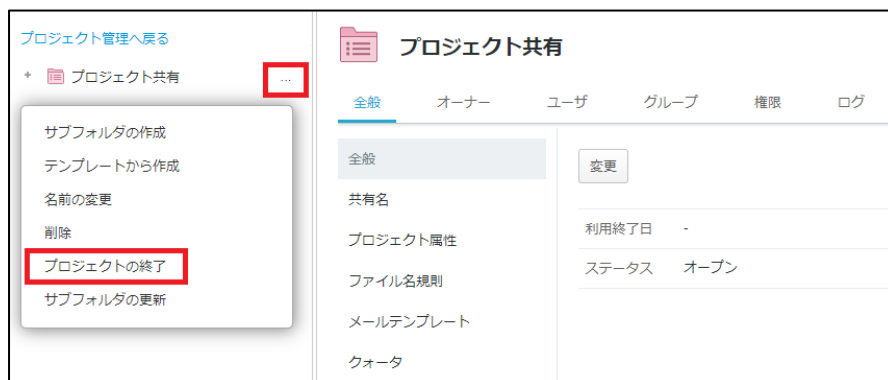 プロジェクト管理へ戻る
プロジェクト共有
...
サブフォルダの作成
テンプレートから作成
名前の変更
削除
プロジェクトの終了
サブフォルダの更新
プロジェクト共有
全般 オーナー ユーザ グループ 権限 ログ
全般
共有名
プロジェクト属性
ファイル名規則
メールテンプレート
クォータ
変更
利用終了日 -
ステータス オープン